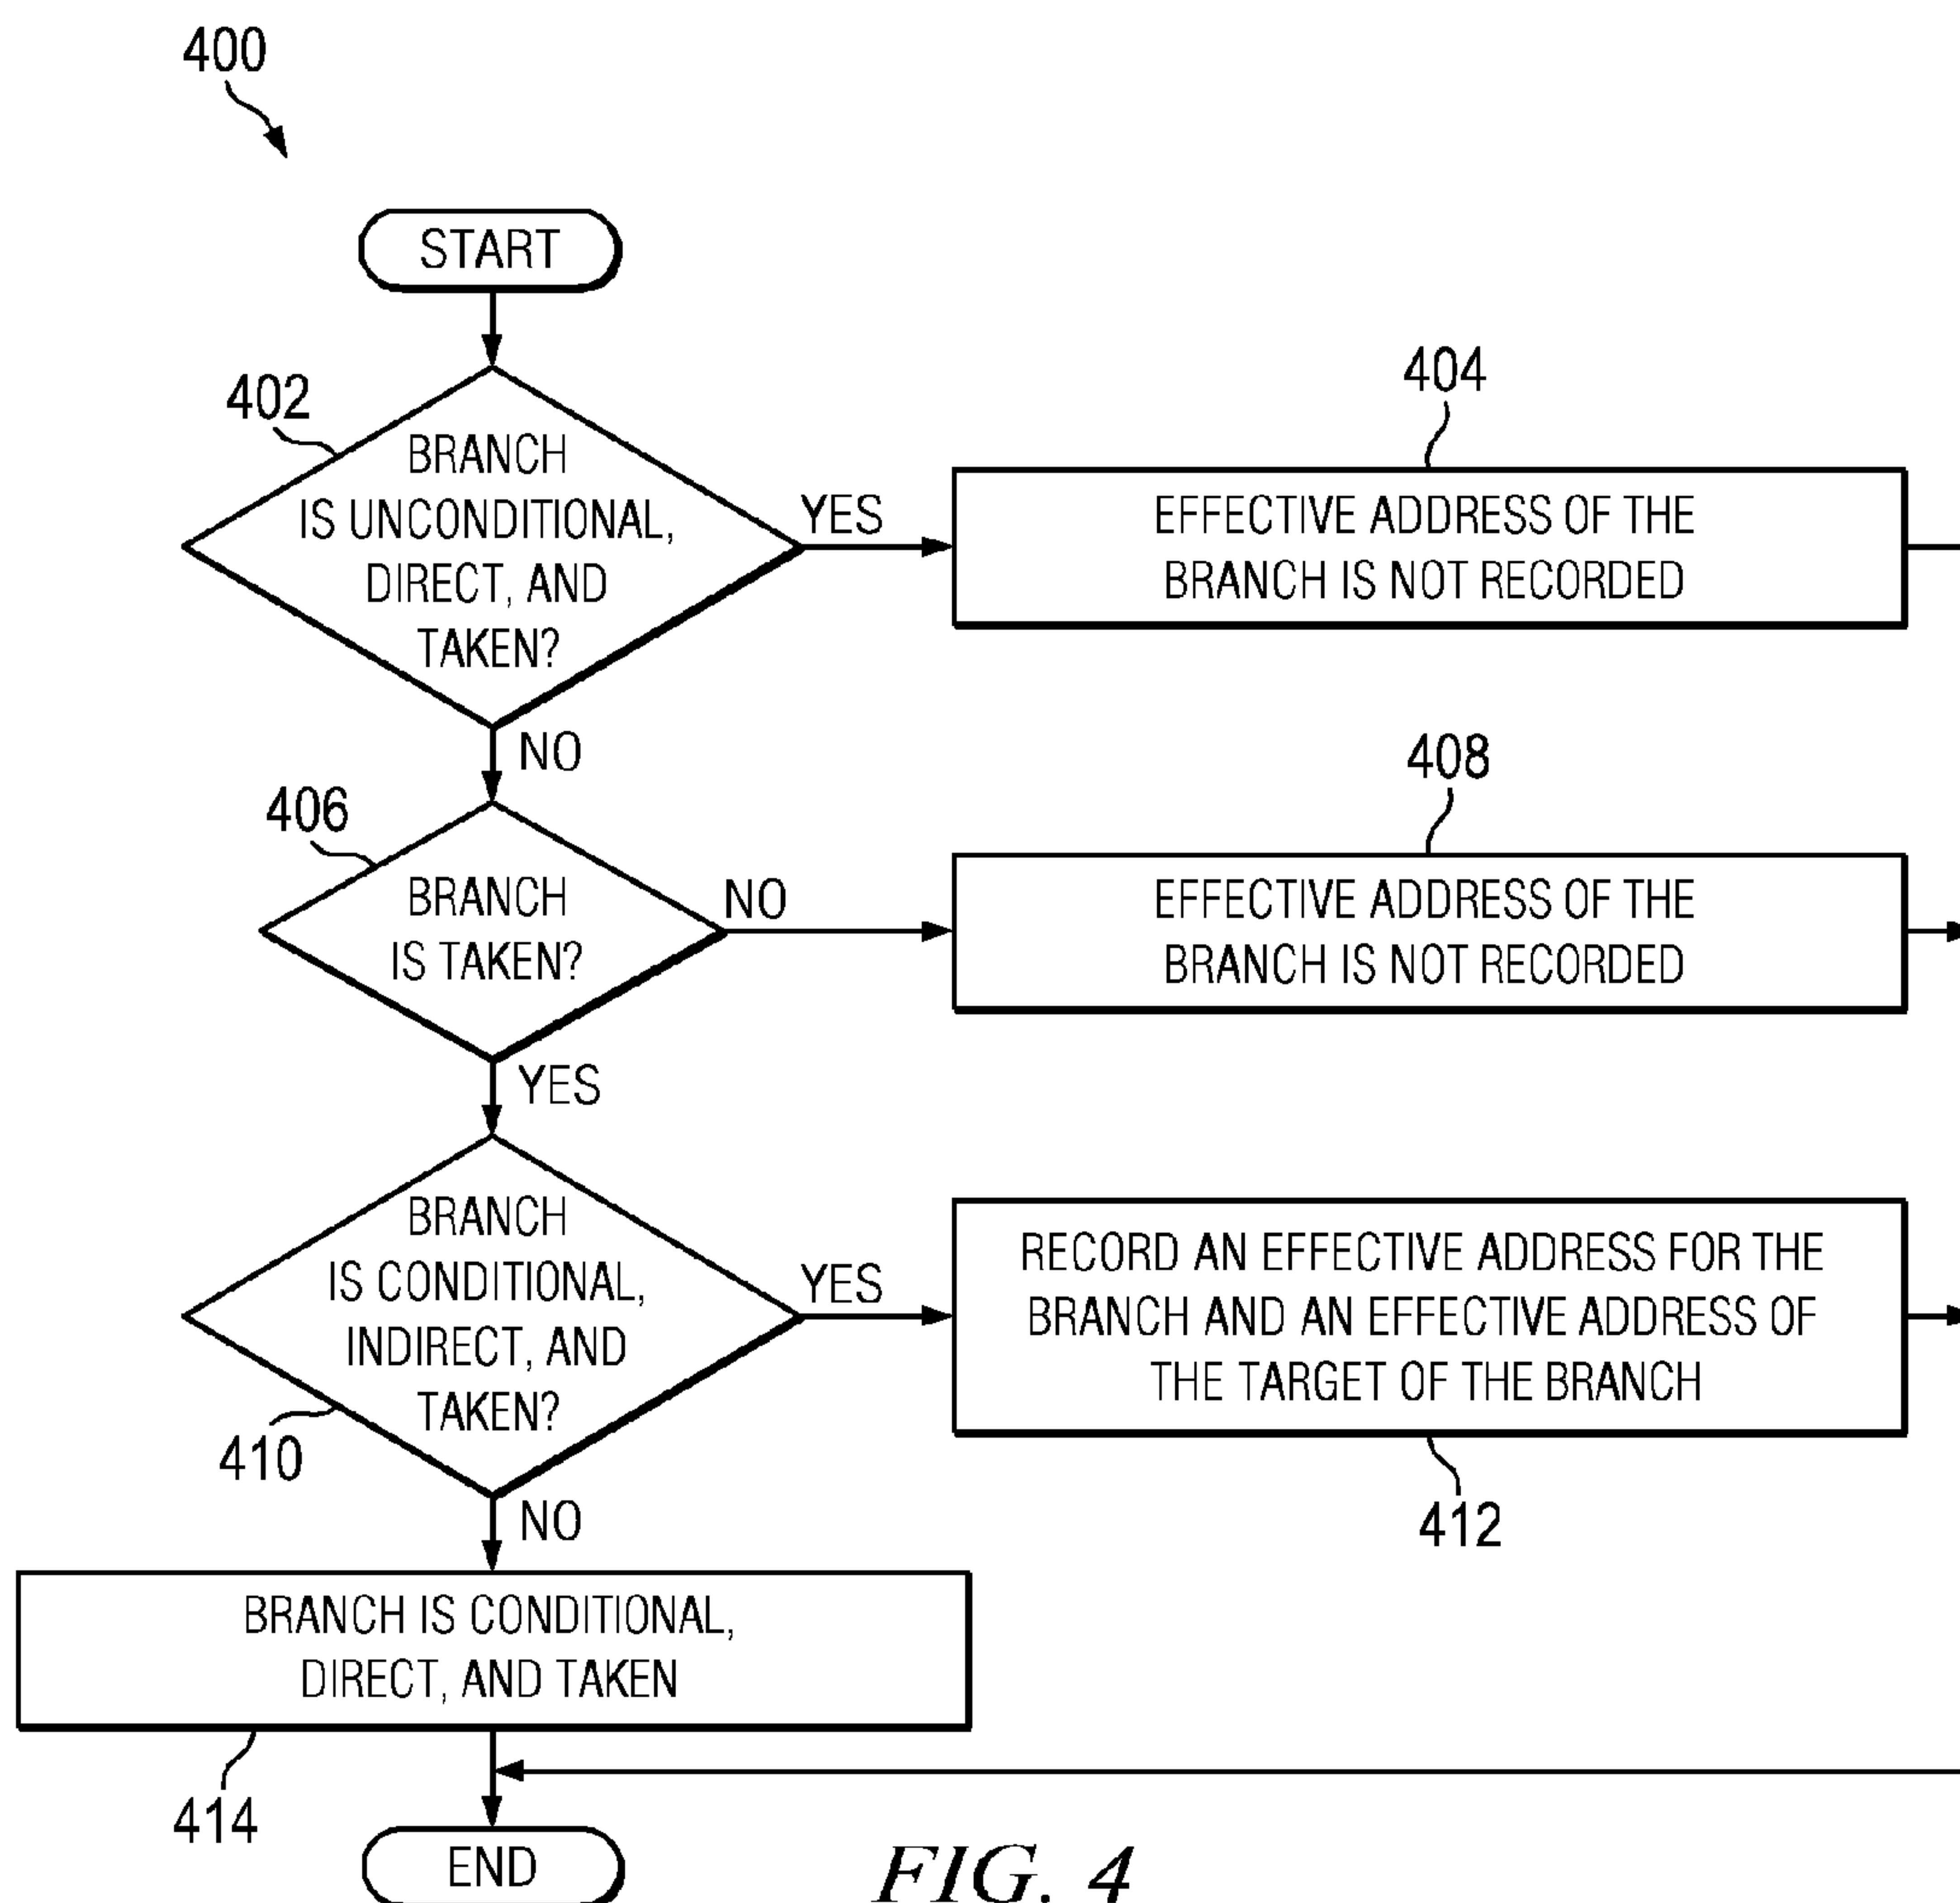 400
START
402
BRANCH
IS UNCONDITIONAL,
DIRECT, AND
TAKEN?
YES
404
EFFECTIVE ADDRESS OF THE
BRANCH IS NOT RECORDED
NO
406
BRANCH
IS TAKEN?
NO
408
EFFECTIVE ADDRESS OF THE
BRANCH IS NOT RECORDED
YES
BRANCH
IS CONDITIONAL,
INDIRECT, AND
TAKEN?
410
YES
RECORD AN EFFECTIVE ADDRESS FOR THE
BRANCH AND AN EFFECTIVE ADDRESS OF
THE TARGET OF THE BRANCH
412
NO
BRANCH IS CONDITIONAL,
DIRECT, AND TAKEN
414
END
FIG. 4